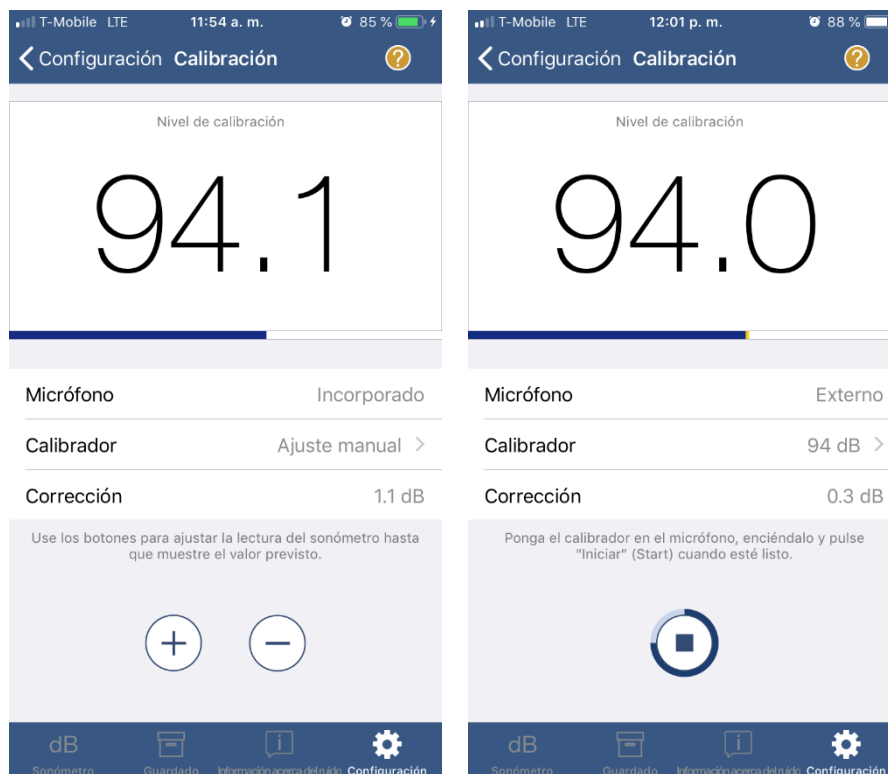 T-Mobile LTE 11:54 a. m. 85 %
Configuración Calibración ?
Nivel de calibración
94.1
Micrófono Incorporado
Calibrador Ajuste manual
Corrección 1.1 dB
Use los botones para ajustar la lectura del sonómetro hasta
que muestre el valor previsto.
dB
Sonómetro Guardado Información acerca del ruido Configuración
T-Mobile LTE 12:01 p. m. 88 %
Configuración Calibración ?
Nivel de calibración
94.0
Micrófono Externo
Calibrador 94 dB
Corrección 0.3 dB
Ponga el calibrador en el micrófono, enciéndalo y pulse
"Iniciar" (Start) cuando esté listo.
dB
Sonómetro Guardado Información acerca del ruido Configuración